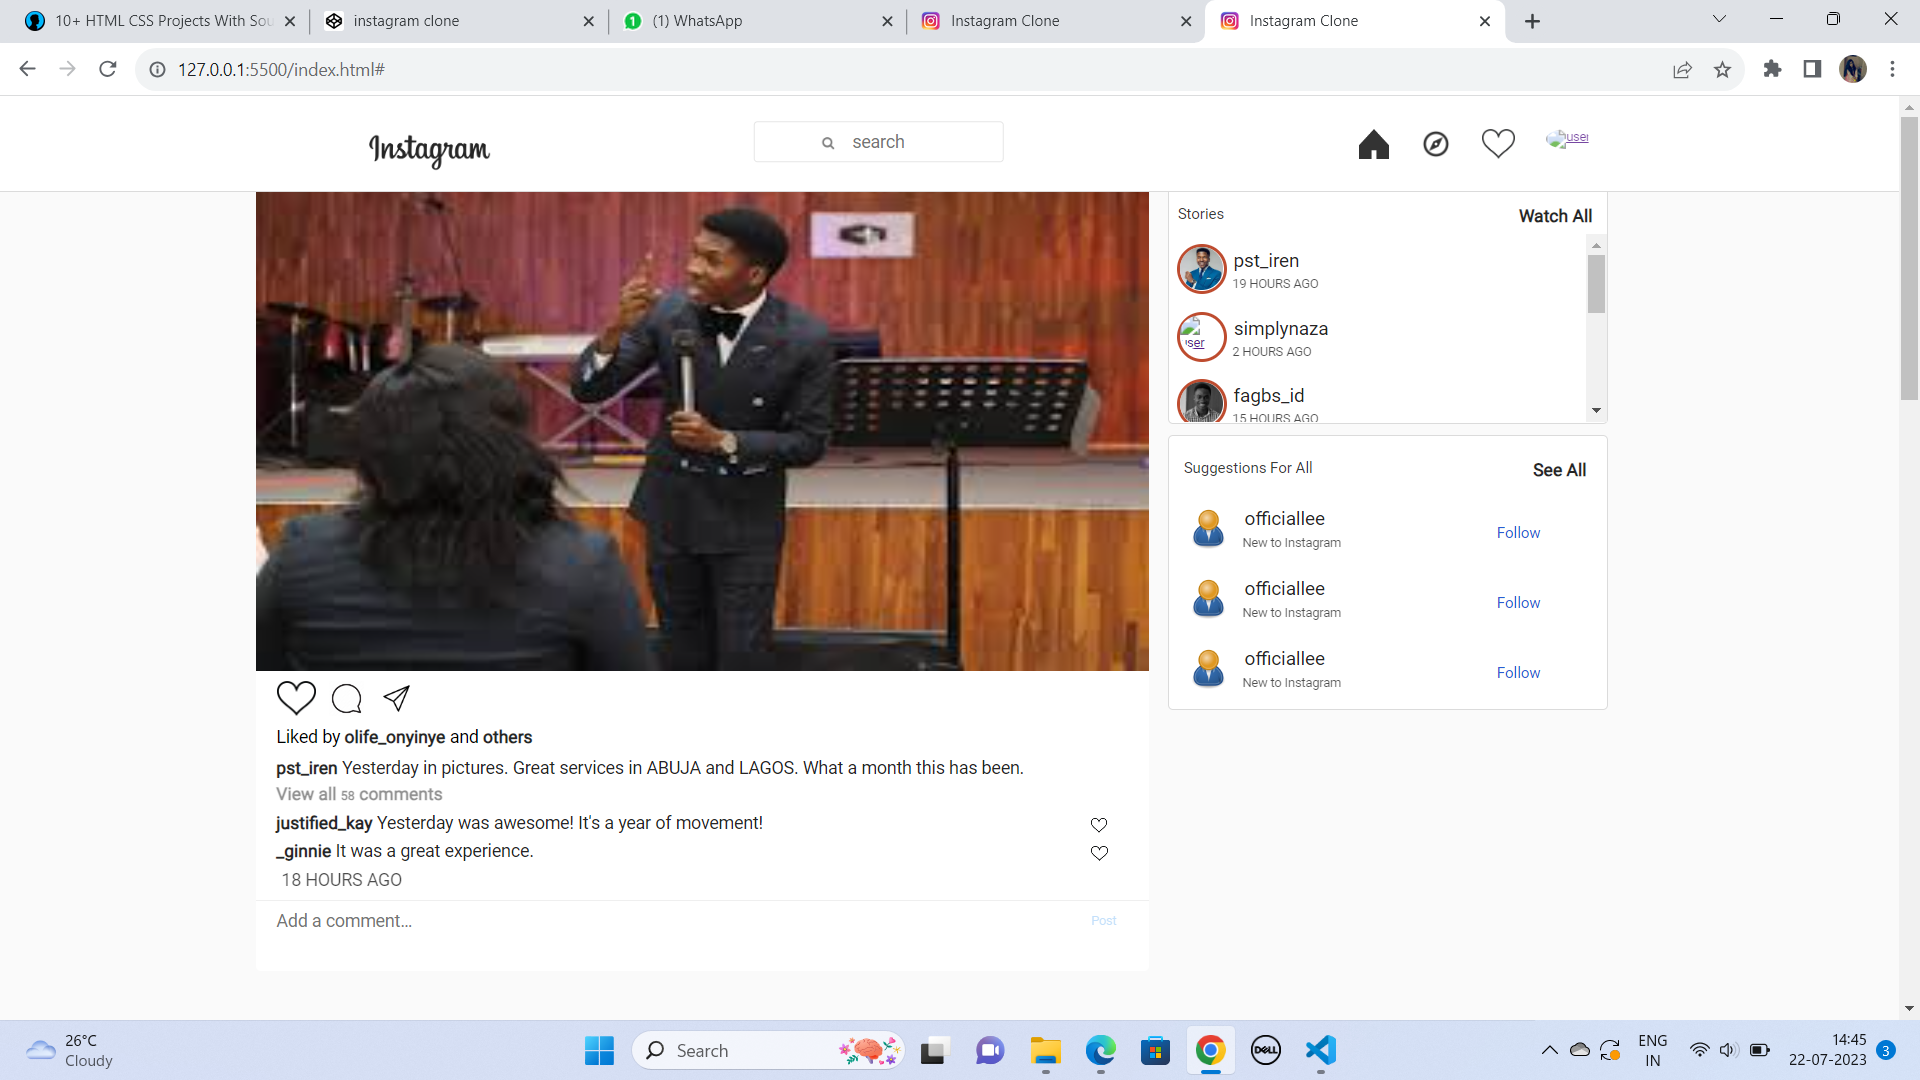 10+ HTML CSS Projects With Sou
instagram clone
(1) WhatsApp
Instagram Clone
Instagram Clone
127.0.0.1:5500/index.html#
Instagram
search
user
Stories
Watch All
pst_iren
19 HOURS AGO
user
simplynaza
2 HOURS AGO
fagbs_id
15 HOURS AGO
Suggestions For All
See All
officiallee
New to Instagram
Follow
officiallee
New to Instagram
Follow
officiallee
New to Instagram
Follow
Liked by olife_onyinye and others
pst_iren Yesterday in pictures. Great services in ABUJA and LAGOS. What a month this has been.
View all 58 comments
justified_kay Yesterday was awesome! It's a year of movement!
_ginnie It was a great experience.
18 HOURS AGO
Add a comment...
Post
26°C
Cloudy
Search
DELL
ENG
IN
14:45
22-07-2023
3